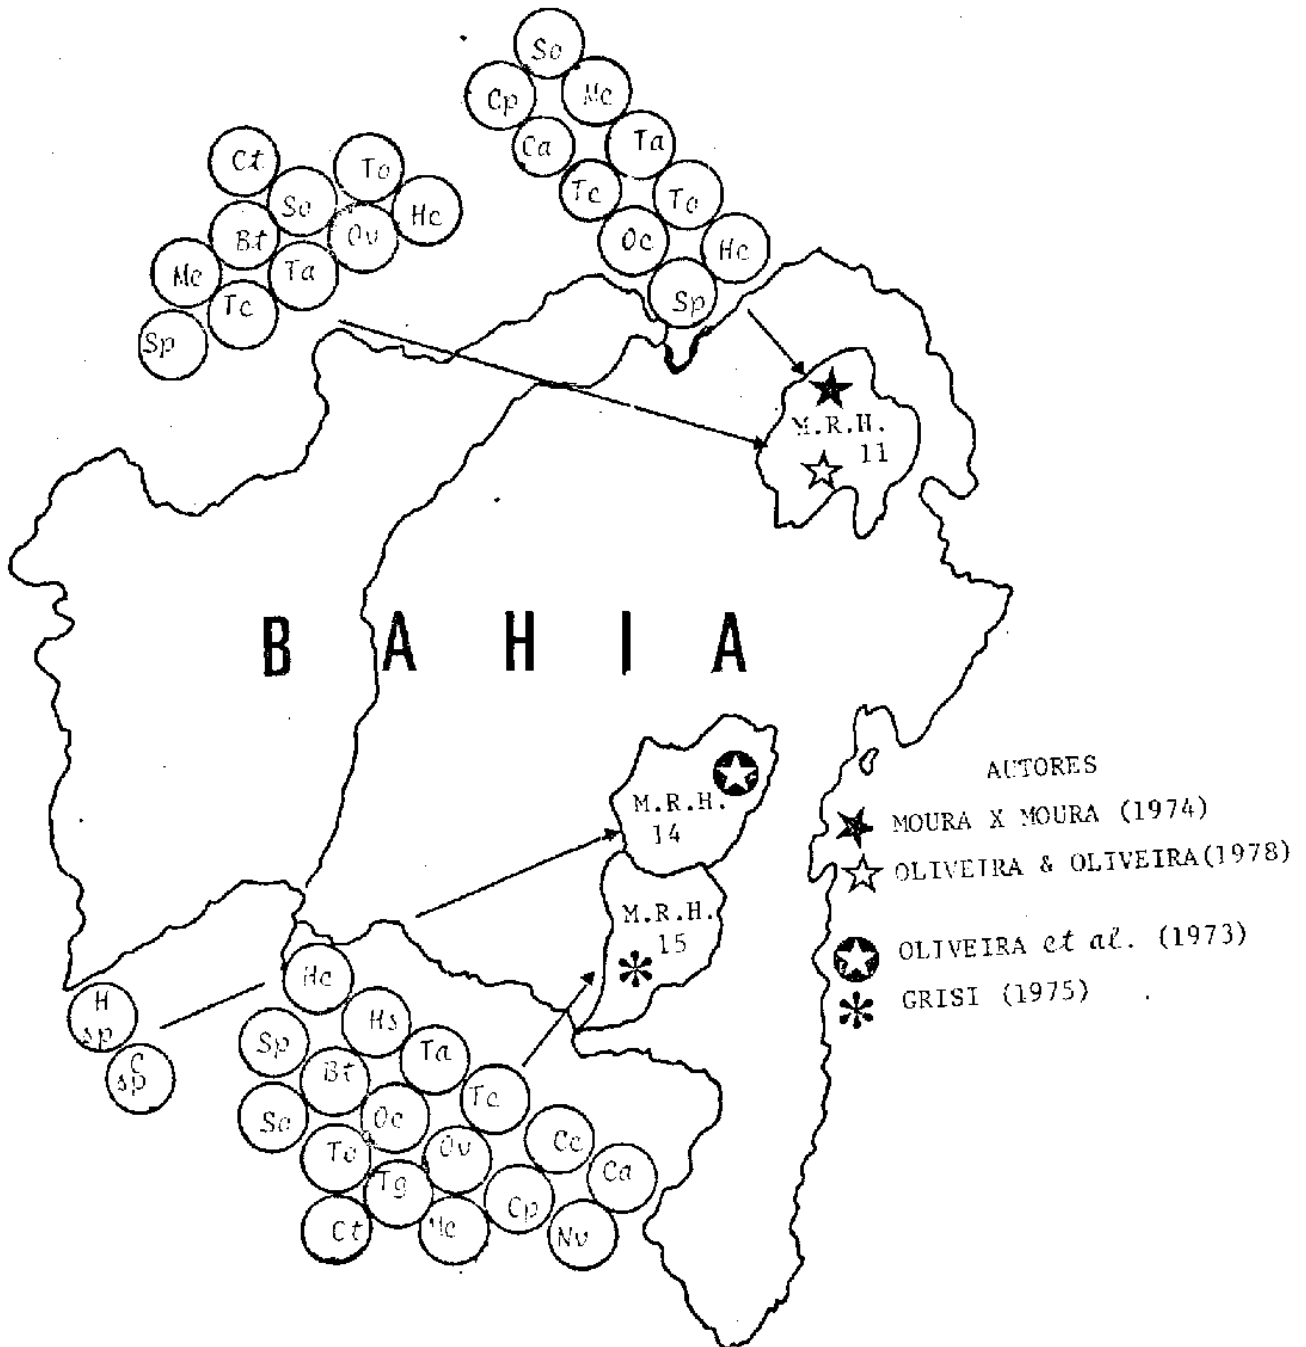 So
Cp
Mc
Ca
Ta
Tc
To
Oc
Hc
Sp
Ct
To
So
Hc
Bt
Ov
Mc
Ta
Tc
Sp
M.R.H.
11
BAHIA
M.R.H.
14
M.R.H.
15
AUTORES
MOURA X MOURA (1974)
OLIVEIRA & OLIVEIRA(1978)
OLIVEIRA et al. (1973)
GRISI (1975)
H
sp
C
sp
Hc
Hs
Sp
Ta
Bt
Tc
So
Oc
Cc
To
Ov
Ca
Tg
Cp
Ct
Mc
Nv